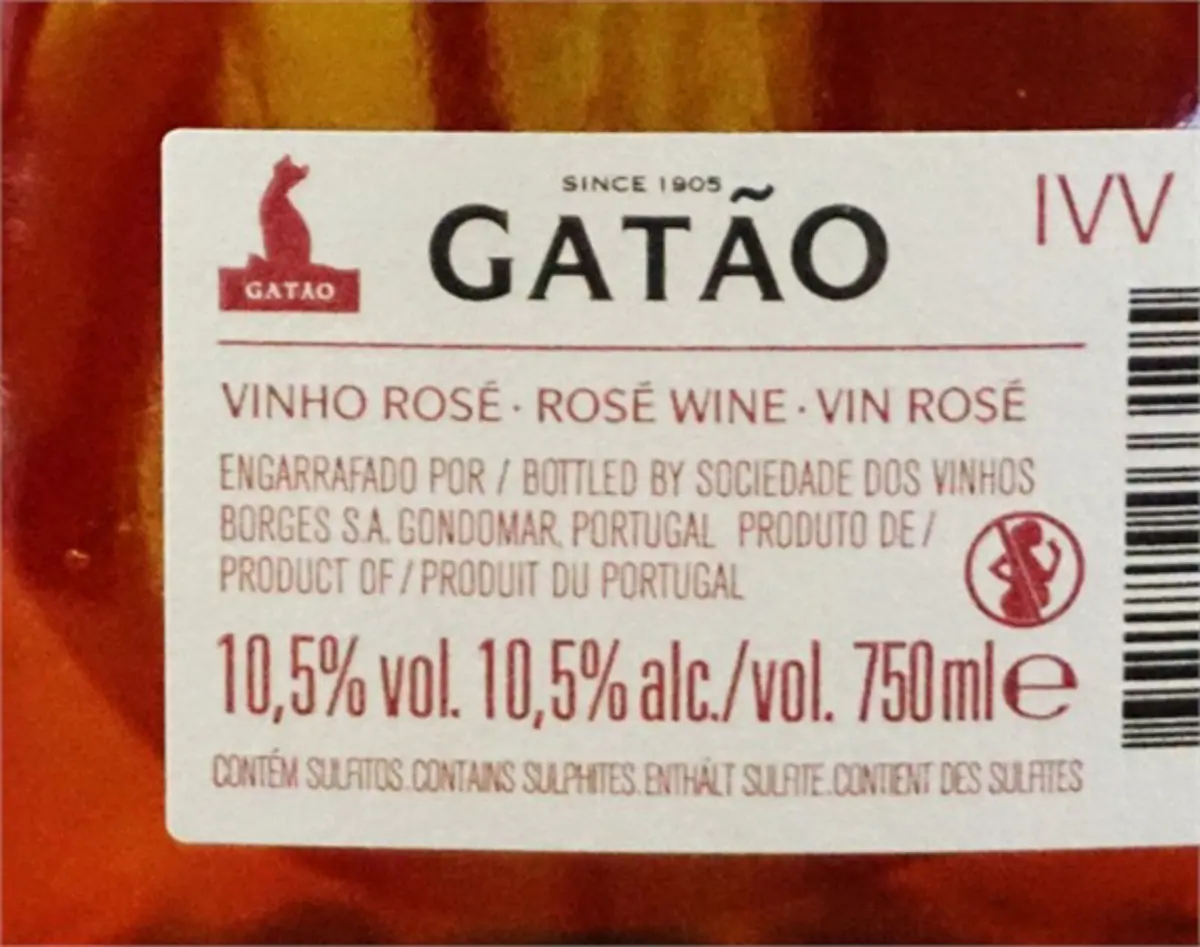 SINCE 1905
GATÃO
IVV
GATÃO
VINHO ROSÉ · ROSÉ WINE · VIN ROSÉ
ENGARRAFADO POR / BOTTLED BY SOCIEDADE DOS VINHOS
BORGES S.A. GONDOMAR, PORTUGAL PRODUTO DE /
PRODUCT OF / PRODUIT DU PORTUGAL
10,5% vol. 10,5% alc./vol. 750ml e
CONTÉM SULFITOS. CONTAINS SULPHITES. ENTHÄLT SULFITE. CONTIENT DES SULFITES